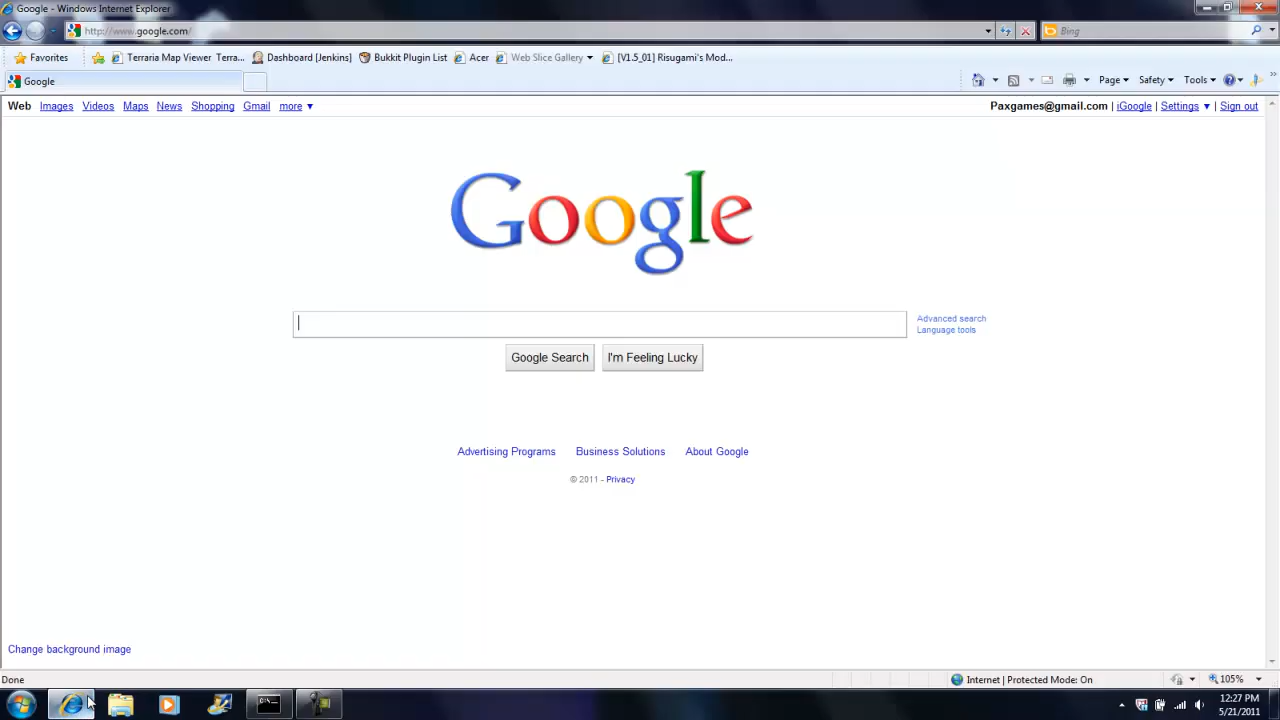 Google - Windows Internet Explorer
http://www.google.com/
Bing
Favorites
Terraria Map Viewer Terra...
Dashboard [Jenkins]
Bukkit Plugin List
Acer
Web Slice Gallery
[V1.5_01] Risugami's Mod...
Google
Page
Safety
Tools
Web Images Videos Maps News Shopping Gmail more ▼
Paxgames@gmail.com | iGoogle | Settings ▼ | Sign out
Google
Advanced search
Language tools
Google Search
I'm Feeling Lucky
Advertising Programs
Business Solutions
About Google
© 2011 - Privacy
Change background image
Done
Internet | Protected Mode: On
105%
12:27 PM
5/21/2011